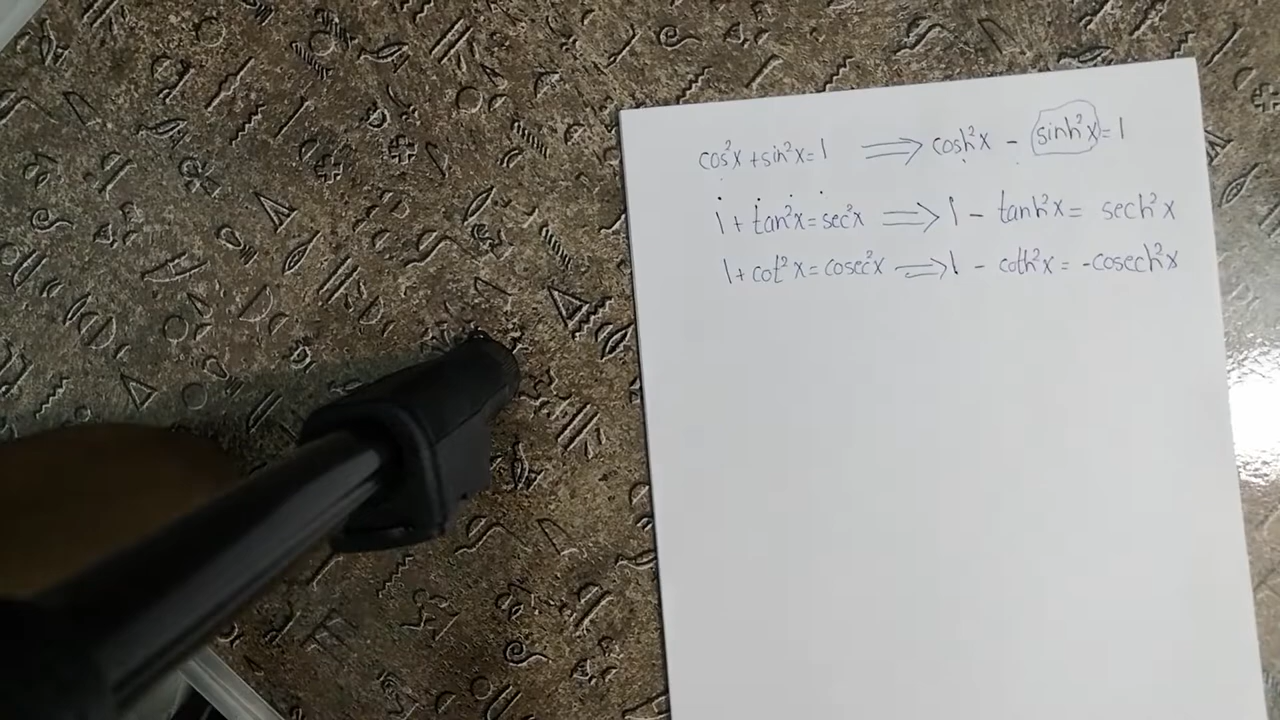 cos²x + sin²x = 1 ⟹ cosh²x - sinh²x = 1
1 + tan²x = sec²x ⟹ 1 - tanh²x = sech²x
1 + cot²x = cosec²x ⟹ 1 - coth²x = -cosech²x